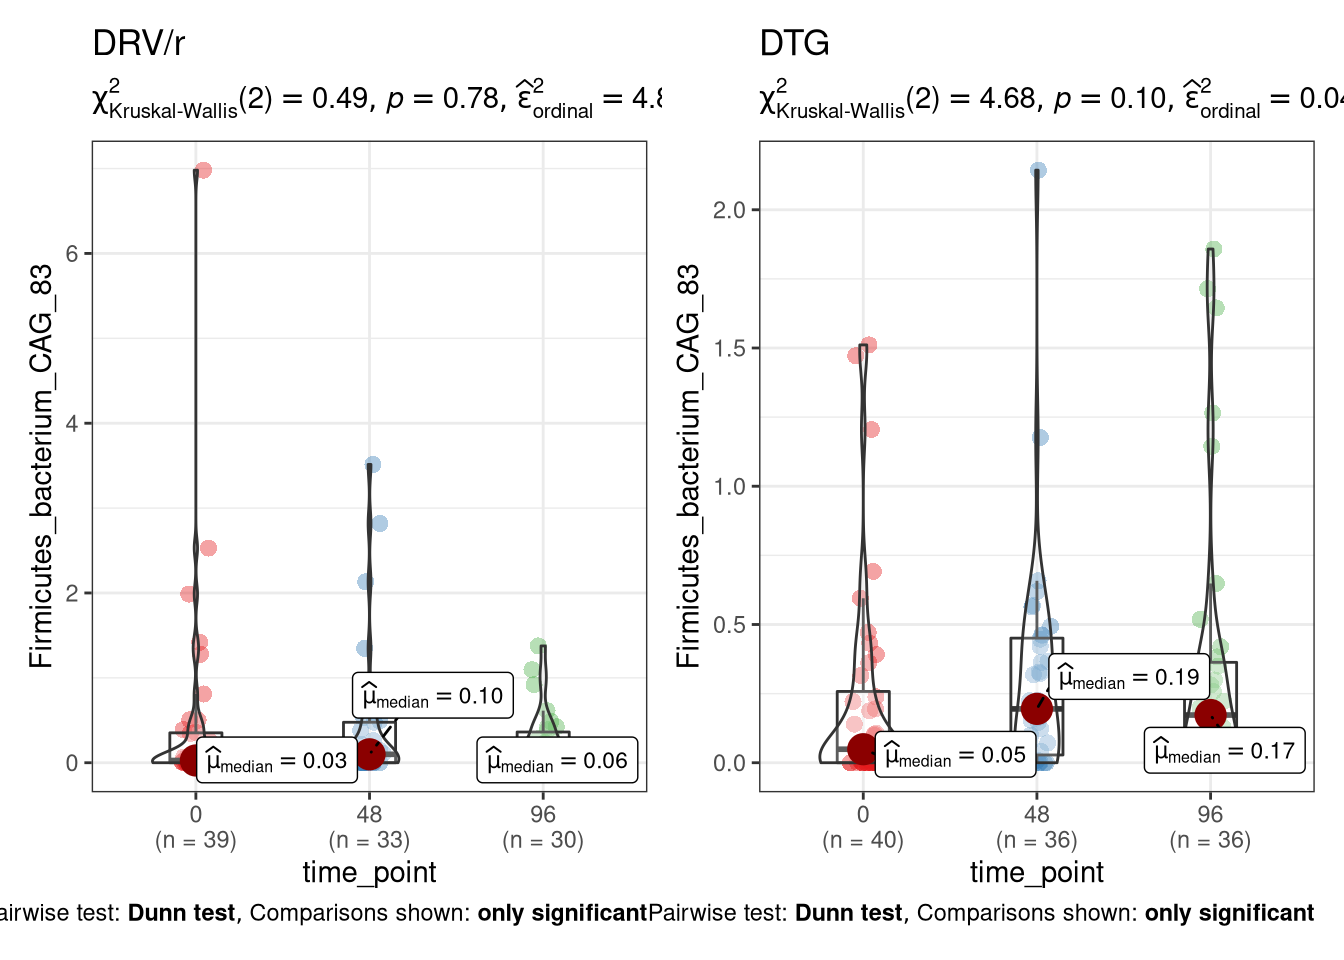 DRV/r
χ²Kruskal-Wallis(2) = 0.49, p = 0.78, ε̂²ordinal = 4.8
Firmicutes_bacterium_CAG_83
6
4
2
0
μ̂median = 0.03
μ̂median = 0.10
μ̂median = 0.06
0
(n = 39)
48
(n = 33)
96
(n = 30)
time_point
airwise test: Dunn test, Comparisons shown: only significant
DTG
χ²Kruskal-Wallis(2) = 4.68, p = 0.10, ε̂²ordinal = 0.04
Firmicutes_bacterium_CAG_83
2.0
1.5
1.0
0.5
0.0
μ̂median = 0.05
μ̂median = 0.19
μ̂median = 0.17
0
(n = 40)
48
(n = 36)
96
(n = 36)
time_point
Pairwise test: Dunn test, Comparisons shown: only significant